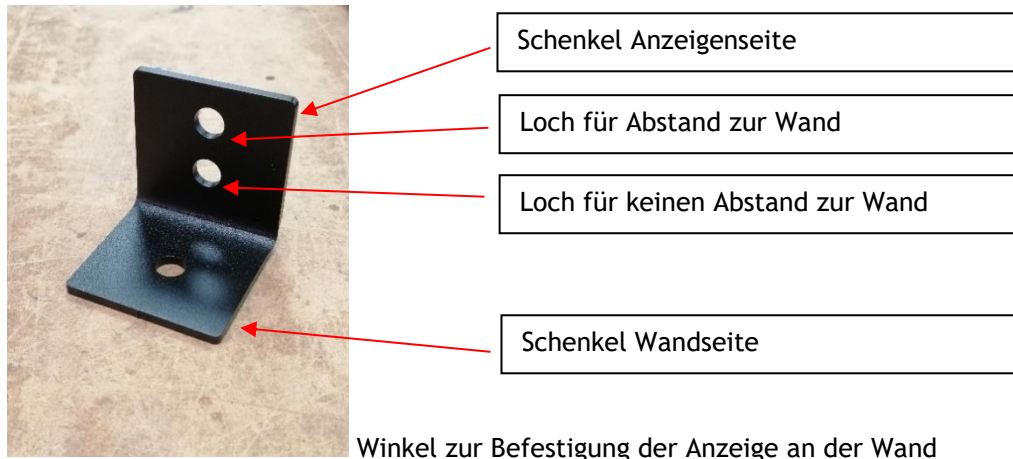 Schenkel Anzeigenseite
Loch für Abstand zur Wand
Loch für keinen Abstand zur Wand
Schenkel Wandseite
Winkel zur Befestigung der Anzeige an der Wand